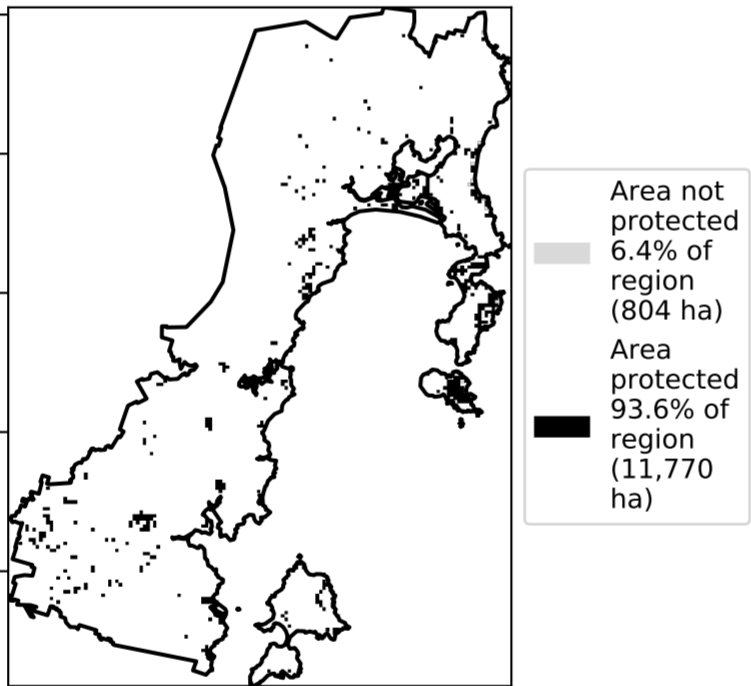 Area not
protected
6.4% of
region
(804 ha)
Area
protected
93.6% of
region
(11,770
ha)